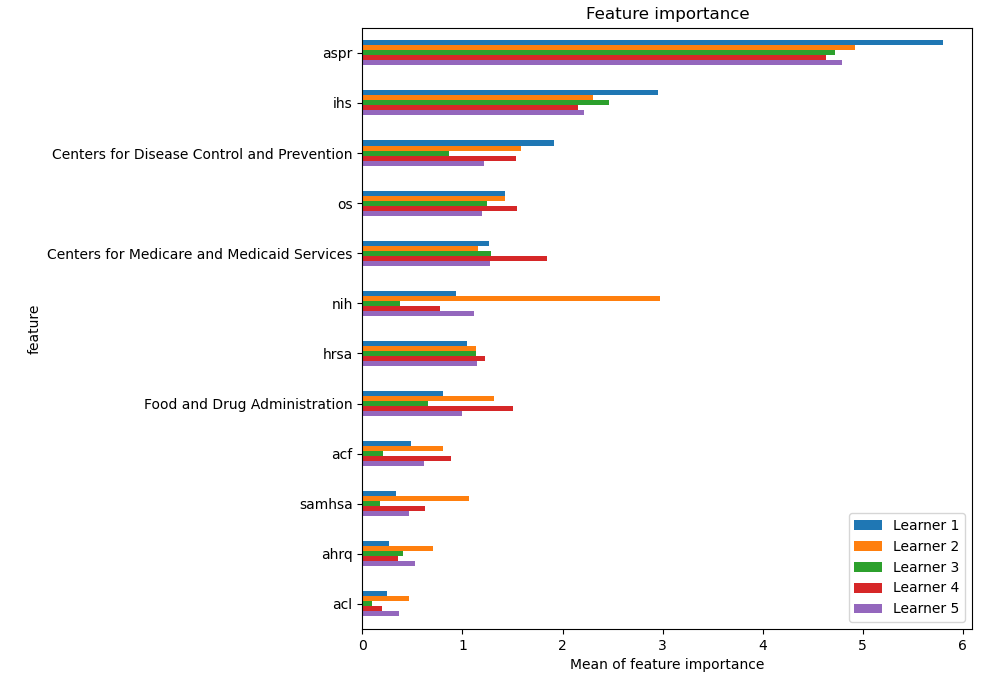 Feature importance
aspr
ihs
Centers for Disease Control and Prevention
os
Centers for Medicare and Medicaid Services
nih
hrsa
Food and Drug Administration
acf
samhsa
ahrq
acl
feature
0 1 2 3 4 5 6
Mean of feature importance
Learner 1
Learner 2
Learner 3
Learner 4
Learner 5